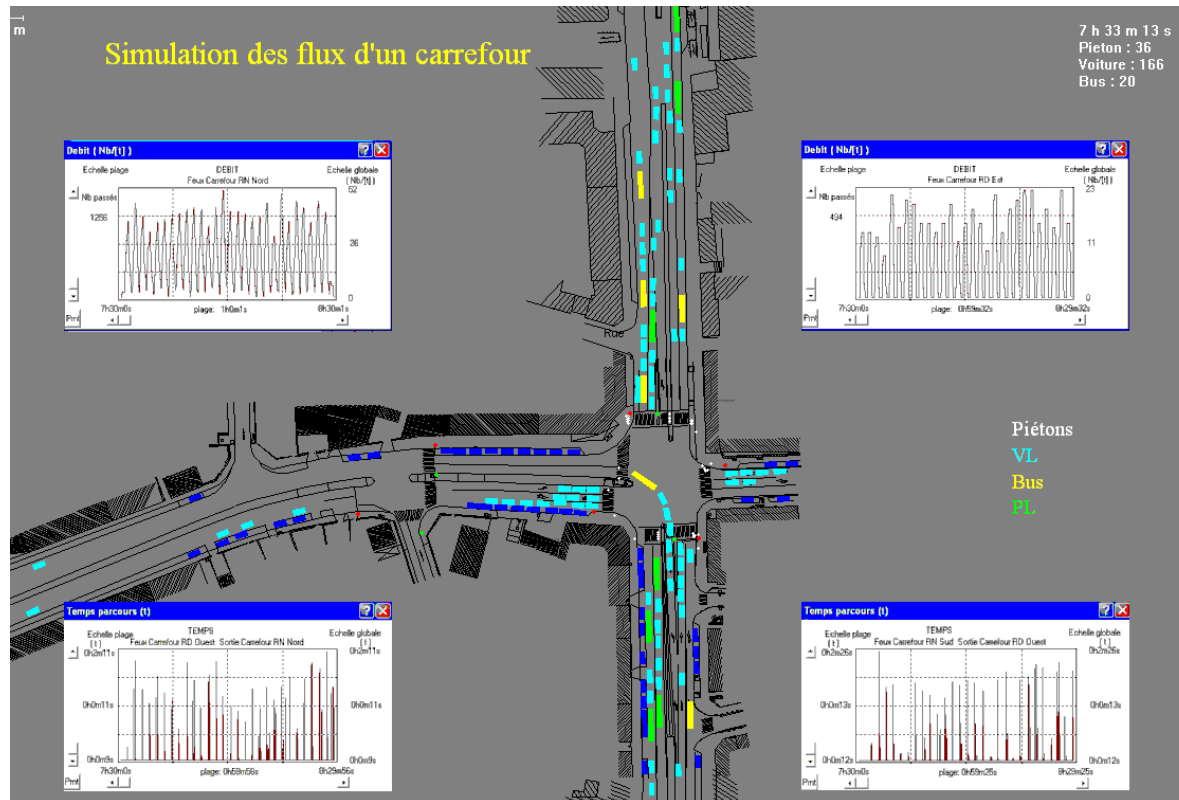 m
Simulation des flux d'un carrefour
7 h 33 m 13 s
Pieton : 36
Voiture : 166
Bus : 20
Debit ( Nb/[t] )
Echelle plage
DEBIT
Echelle globale
Feux Carrefour RN Nord
( Nb/[t] )
Nb passés
52
1256
26
0
7h30m0s
plage: 1h0m1s
8h30m1s
Pmt
Debit ( Nb/[t] )
Echelle plage
DEBIT
Echelle globale
Feux Carrefour RD Est
( Nb/[t] )
Nb passés
23
494
11
0
7h30m0s
plage: 0h59m32s
8h29m32s
Pmt
Rue
Piétons
VL
Bus
PL
Temps parcours (t)
Echelle plage
TEMPS
Echelle globale
[t]
Feux Carrefour RD Ouest Sortie Carrefour RN Nord
[t]
0h2m11s
0h2m11s
0h0m11s
0h0m11s
0h0m9s
0h0m9s
7h30m0s
plage: 0h59m56s
8h29m56s
Pmt
Temps parcours (t)
Echelle plage
TEMPS
Echelle globale
[t]
Feux Carrefour RN Sud Sortie Carrefour RD Ouest
[t]
0h2m26s
0h2m26s
0h0m13s
0h0m13s
0h0m12s
0h0m12s
7h30m0s
plage: 0h59m25s
8h29m25s
Pmt